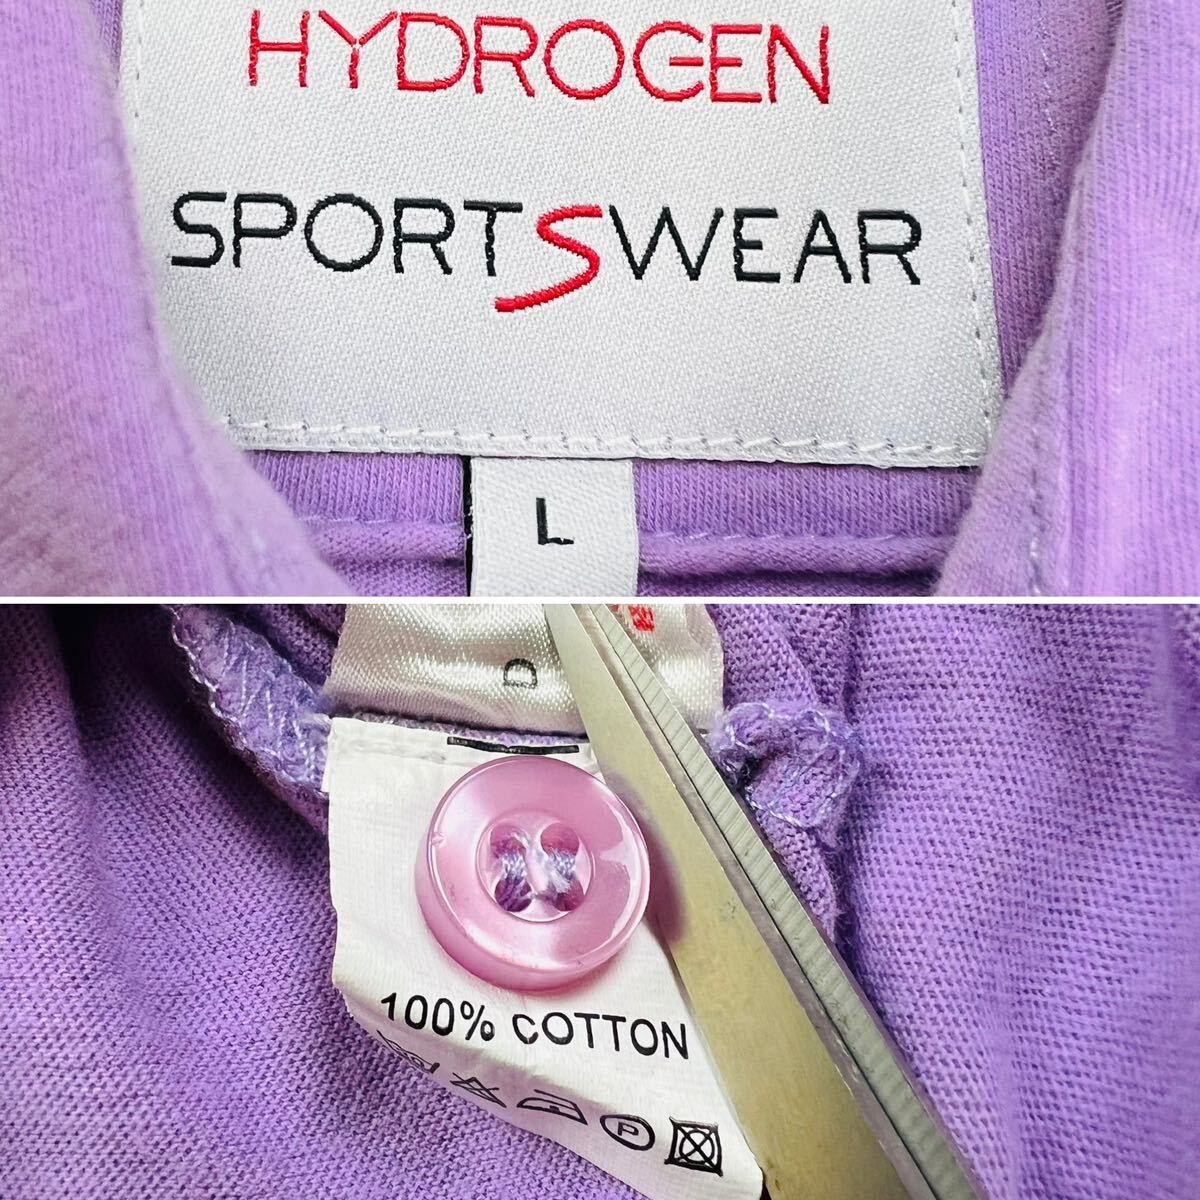 HYDROGEN
SPORTSWEAR
L
D
100% COTTON
P